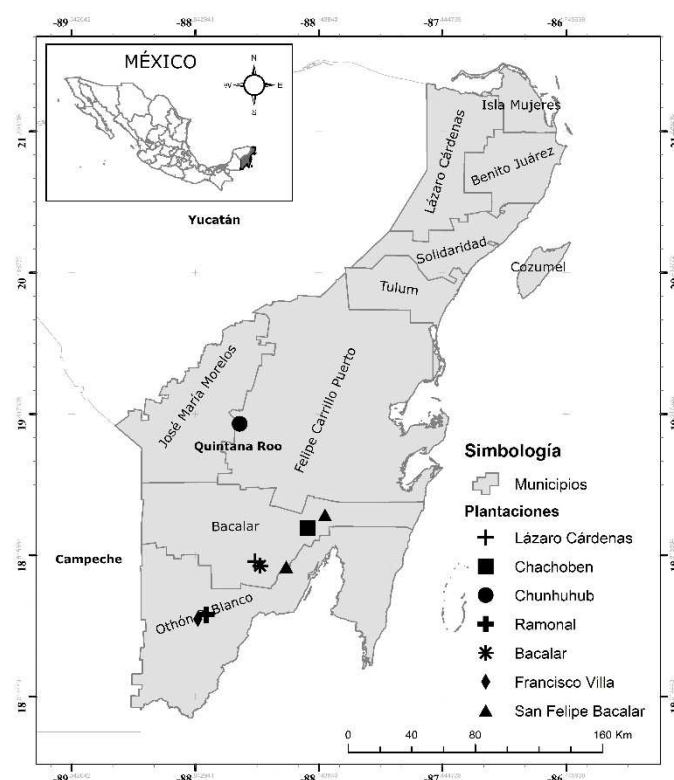 -89
-88
-88
-87
-86
MÉXICO
N
W
E
S
Yucatán
21
21
20
20
19
19
18
18
18
18
Isla Mujeres
Lázaro Cárdenas
Benito Juárez
Solidaridad
Cozumel
Tulum
José María Morelos
Felipe Carrillo Puerto
Quintana Roo
Bacalar
Campeche
Blanco
Simbología
Municipios
Plantaciones
Lázaro Cárdenas
Chachoben
Chunhuhub
Ramonal
Bacalar
Francisco Villa
San Felipe Bacalar
0 40 80 120 160 Km
-89
-88
-88
-87
-86